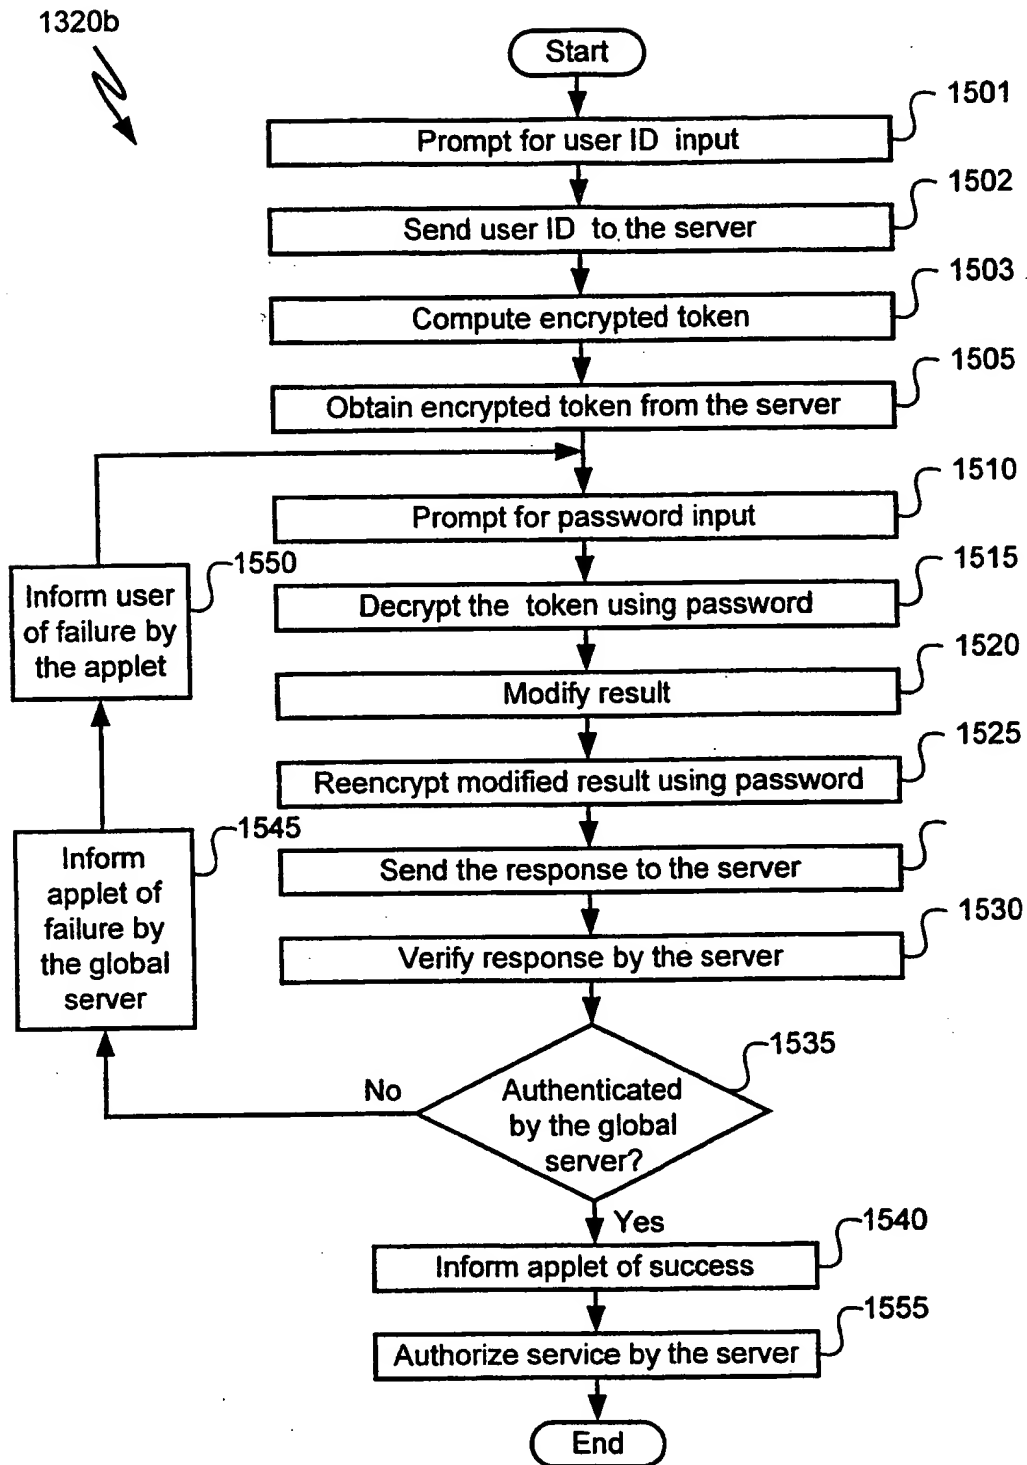 1320b
Start
1501
Prompt for user ID input
1502
Send user ID to the server
1503
Compute encrypted token
1505
Obtain encrypted token from the server
1510
Prompt for password input
1515
Decrypt the token using password
1520
Modify result
1525
Reencrypt modified result using password
Send the response to the server
1530
Verify response by the server
1535
Authenticated
by the global
server?
No
1545
Inform
applet of
failure by
the global
server
1550
Inform user
of failure by
the applet
Yes
1540
Inform applet of success
1555
Authorize service by the server
End